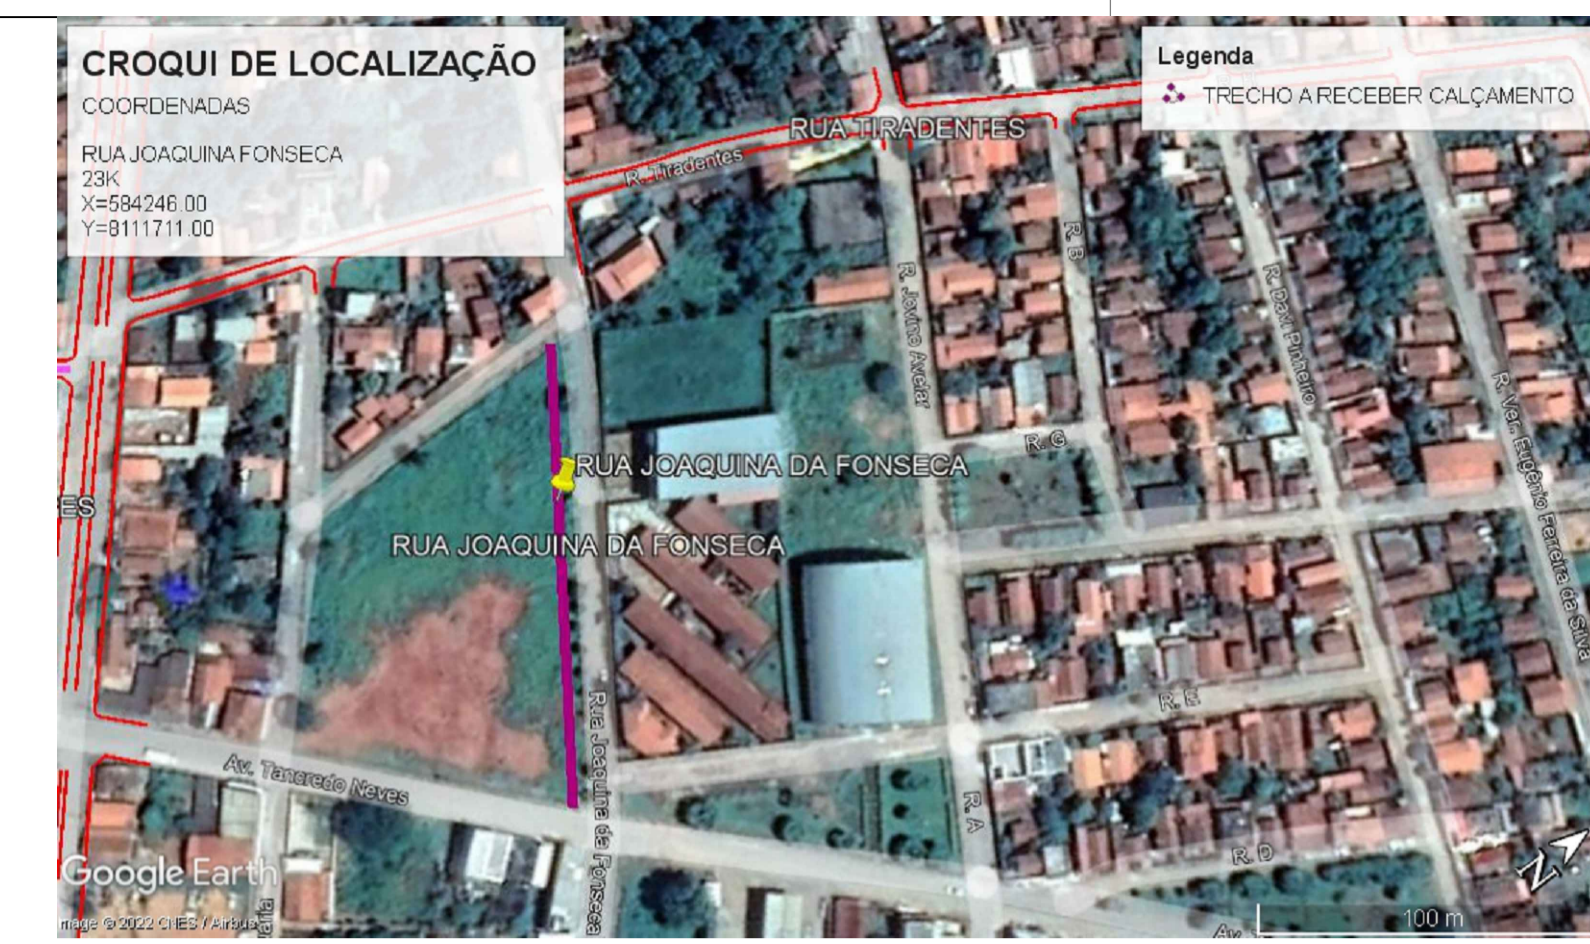 CROQUI DE LOCALIZAÇÃO
COORDENADAS
RUA JOAQUINA FONSECA
23K
X=584246.00
Y=8111711.00
Legenda
TRECHO A RECEBER CALÇAMENTO
RUA TIRADENTES
R. Tiradentes
R. B
R. Jovino Avelar
R. Davi Pinheiro
R. Ver. Eugênio Ferreira da Silva
R. G
RUA JOAQUINA DA FONSECA
ES
RUA JOAQUINA DA FONSECA
R. E
Rua Joaquina da Fonseca
Av. Tancredo Neves
R. A
R. D
Google Earth
mage © 2022 CNES / Airbus
N
100 m
Av.